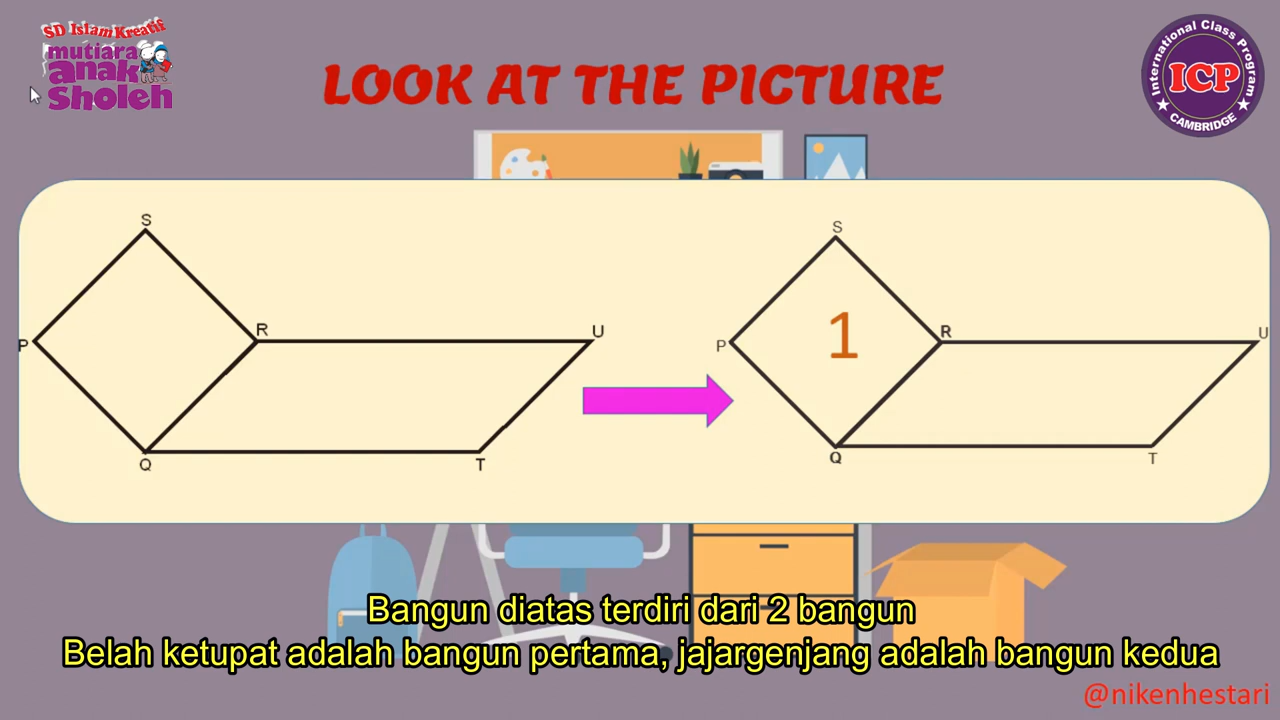 SD Islam Kreatif
mutiara
anak
Sholeh
LOOK AT THE PICTURE
International Class Program
ICP
CAMBRIDGE
S
P
R
U
Q
T
S
P
1
R
U
Q
T
Bangun diatas terdiri dari 2 bangun
Belah ketupat adalah bangun pertama, jajargenjang adalah bangun kedua
@nikenhestari